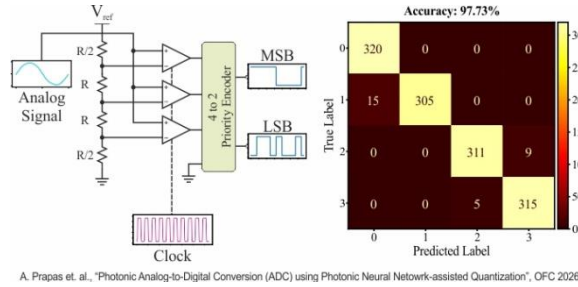 V_ref
R/2
R
R
R/2
Analog
Signal
+
−
+
−
+
−
4 to 2
Priority Encoder
MSB
LSB
Clock
Accuracy: 97.73%
True Label
0
1
2
3
320 0 0 0
15 305 0 0
0 0 311 9
0 0 5 315
0 1 2 3
Predicted Label
A. Prapas et. al., “Photonic Analog-to-Digital Conversion (ADC) using Photonic Neural Netowrk-assisted Quantization”, OFC 2026